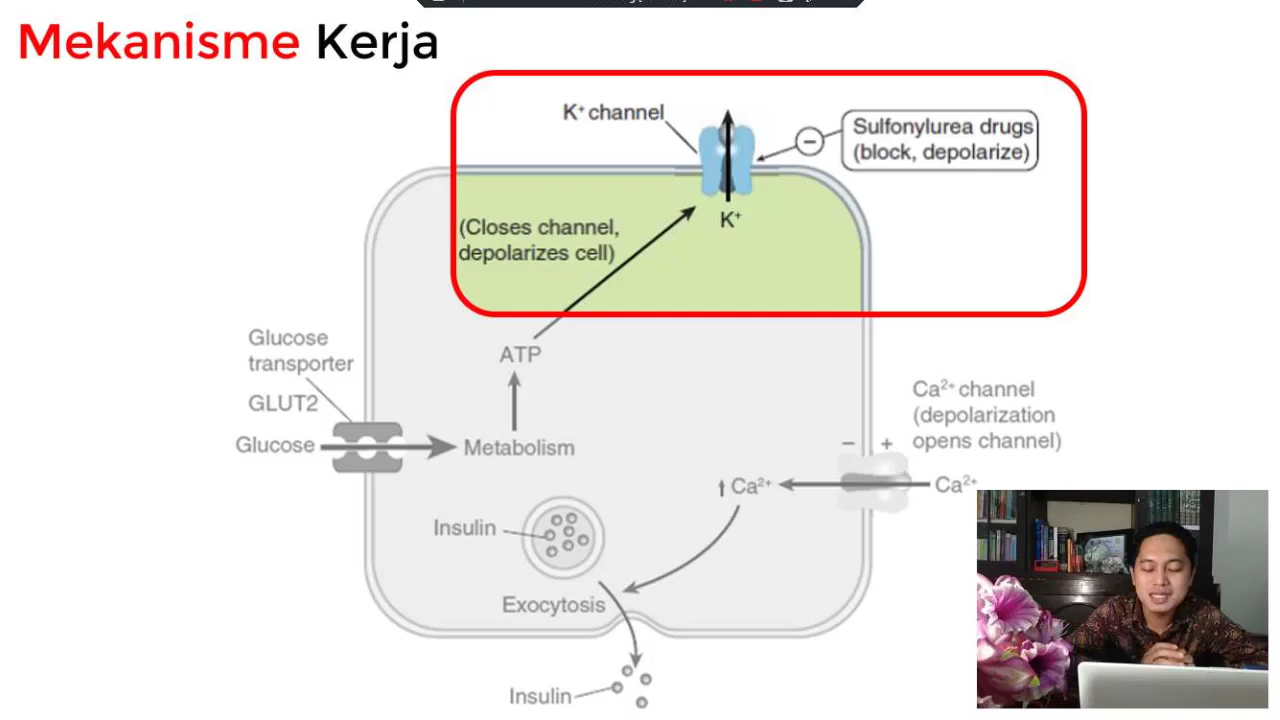 Mekanisme Kerja
K⁺ channel
Sulfonylurea drugs
(block, depolarize)
K⁺
(Closes channel,
depolarizes cell)
Glucose
transporter
GLUT2
Glucose
ATP
Metabolism
Ca²⁺ channel
(depolarization
opens channel)
− +
↑ Ca²⁺
Ca²⁺
Insulin
Exocytosis
Insulin